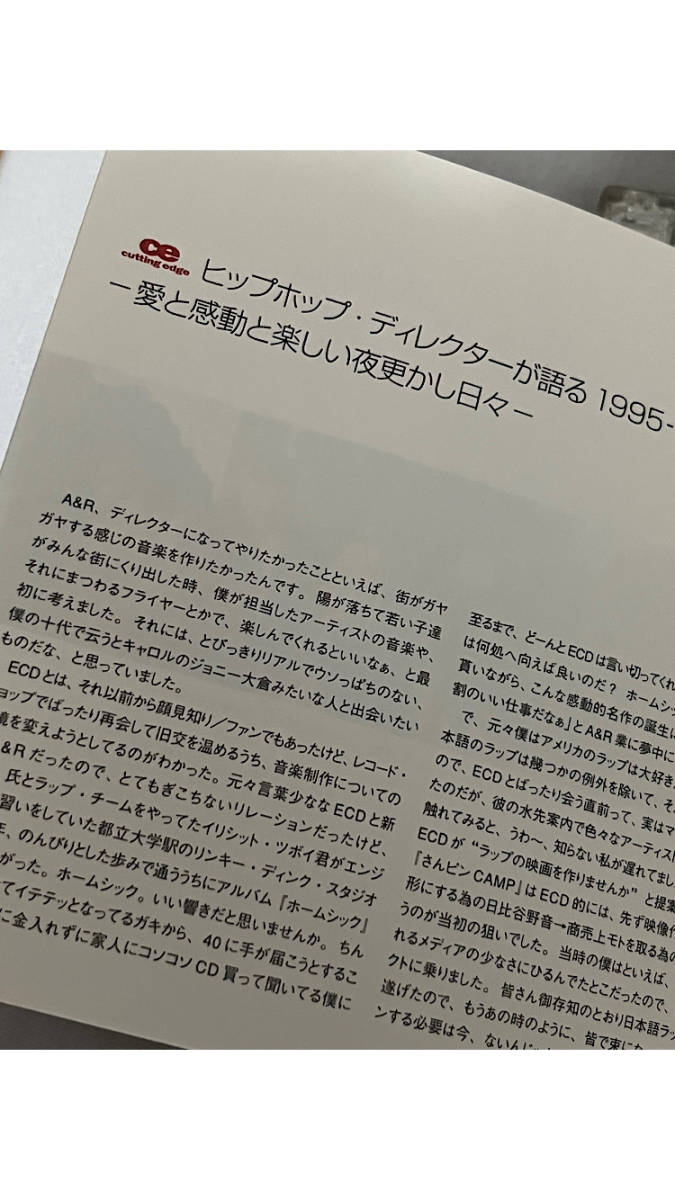 ce
cutting edge
ヒップホップ・ディレクターが語る 1995-
－愛と感動と楽しい夜更かし日々－
A&R、ディレクターになってやりたかったことといえば、街がガヤ
ガヤする感じの音楽を作りたかったんです。陽が落ちて若い子達
がみんな街にくり出した時、僕が担当したアーティストの音楽や、
それにまつわるフライヤーとかで、楽しんでくれるといいなぁ、と最
初に考えました。それには、とびっきりリアルでウソっぱちのない、
僕の十代で云うとキャロルのジョニー大倉みたいな人と出会いたい
ものだな、と思っていました。
ECDとは、それ以前から顔見知り／ファンでもあったけど、レコード・
ョップでばったり再会して旧交を温めるうち、音楽制作についての
境を変えようとしてるのがわかった。元々言葉少なな ECD と新
&R だったので、とてもぎこちないリレーションだったけど、
氏とラップ・チームをやってたイリシット・ツボイ君がエンジ
習いをしていた都立大学駅のリンキー・ディンク・スタジオ
、のんびりとした歩みで通ううちにアルバム『ホームシック』
がった。ホームシック。いい響きだと思いませんか。ちん
てイテテッとなってるガキから、40 に手が届こうとするこ
に金入れずに家人にコソコソ CD 買って聞いてる僕に
至るまで、どーんとECDは言い切ってくれ
は何処へ向えば良いのだ？ ホームシッ
貰いながら、こんな感動的名作の誕生に
割のいい仕事だなぁ」と A&R 業に夢中に
で、元々僕はアメリカのラップは大好き
本語のラップは幾つかの例外を除いて、そ
ので、ECDとばったり会う直前って、実はマ
たのだが、彼の水先案内で色々なアーティス
触れてみると、うわ～、知らない私が遅れてまし
ECD が “ラップの映画を作りませんか” と提案
『さんピン CAMP』は ECD 的には、先ず映像作
形にする為の日比谷野音→商売上モトを取る為の
うのが当初の狙いでした。当時の僕はといえば、
れるメディアの少なさにひるんでたとこだったので、
クトに乗りました。皆さん御存知のとおり日本語ラッ
遂げたので、もうあの時のように、皆で束にな
ンする必要は今、ないんじ